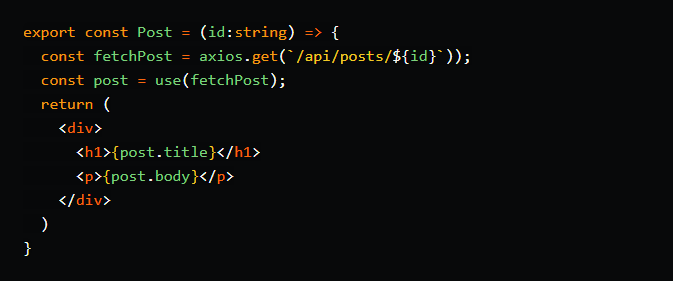 export const Post = (id:string) => {
  const fetchPost = axios.get(`/api/posts/${id}`));
  const post = use(fetchPost);
  return (
    <div>
      <h1>{post.title}</h1>
      <p>{post.body}</p>
    </div>
  )
}